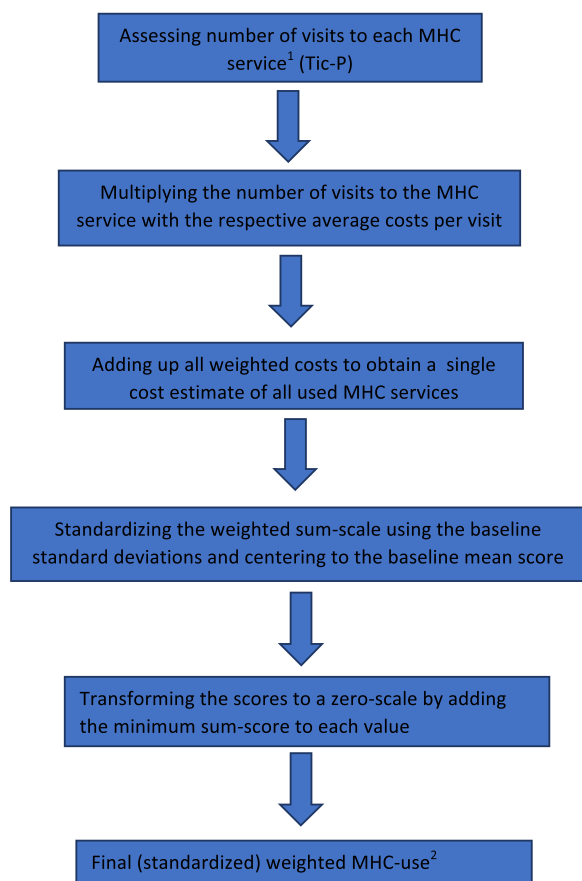 Assessing number of visits to each MHC
service¹ (Tic-P)
Multiplying the number of visits to the MHC
service with the respective average costs per visit
Adding up all weighted costs to obtain a single
cost estimate of all used MHC services
Standardizing the weighted sum-scale using the baseline
standard deviations and centering to the baseline mean score
Transforming the scores to a zero-scale by adding
the minimum sum-score to each value
Final (standardized) weighted MHC-use²